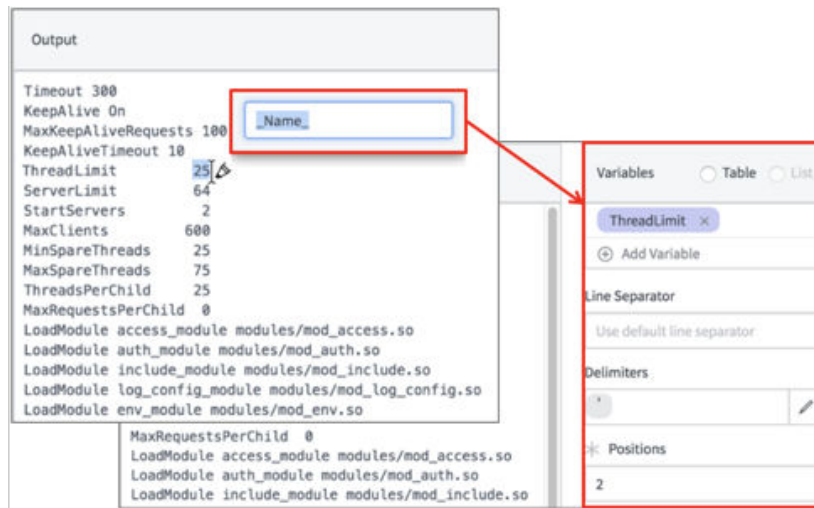 Output
Timeout 300
KeepAlive On
MaxKeepAliveRequests 100
KeepAliveTimeout 10
ThreadLimit 25
ServerLimit 64
StartServers 2
MaxClients 600
MinSpareThreads 25
MaxSpareThreads 75
ThreadsPerChild 25
MaxRequestsPerChild 0
LoadModule access_module modules/mod_access.so
LoadModule auth_module modules/mod_auth.so
LoadModule include_module modules/mod_include.so
LoadModule log_config_module modules/mod_log_config.so
LoadModule env_module modules/mod_env.so
_Name_
MaxRequestsPerChild 0
LoadModule access_module modules/mod_access.so
LoadModule auth_module modules/mod_auth.so
LoadModule include_module modules/mod_include.so
Variables Table List
ThreadLimit ×
Add Variable
Line Separator
Use default line separator
Delimiters
Positions
2